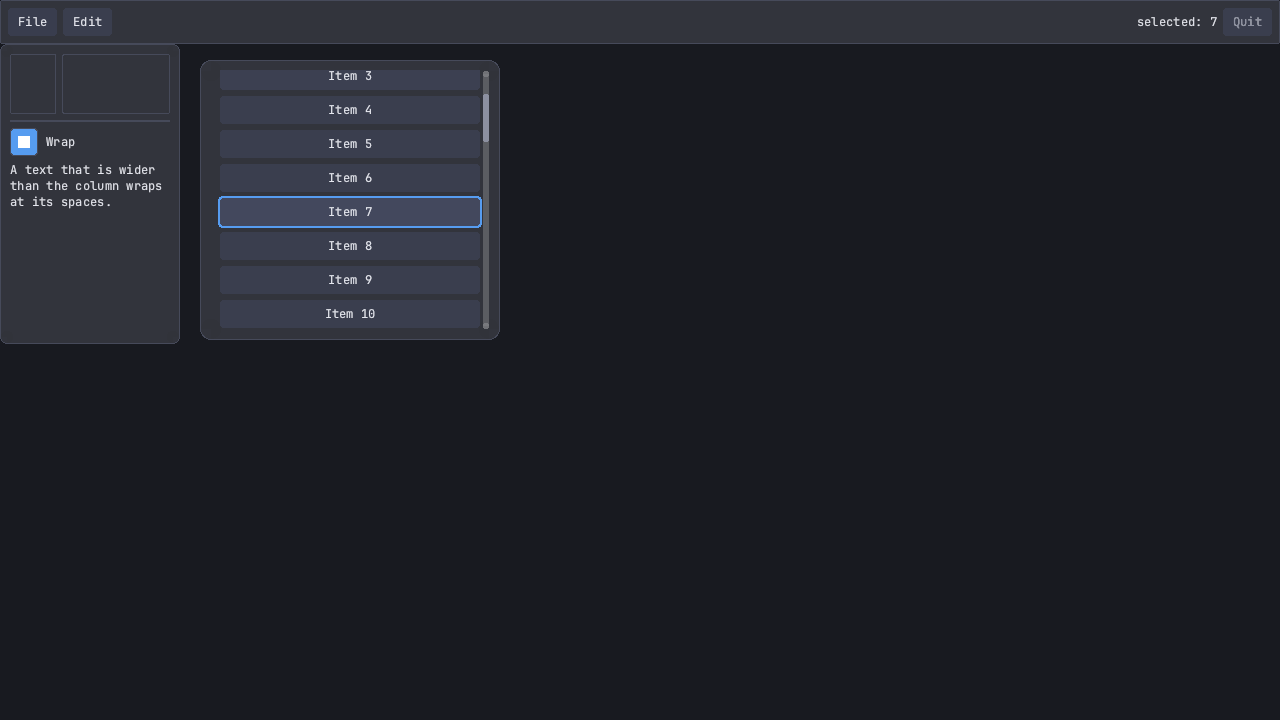 File Edit selected: 7 Quit
Wrap
A text that is wider
than the column wraps
at its spaces.
Item 3
Item 4
Item 5
Item 6
Item 7
Item 8
Item 9
Item 10